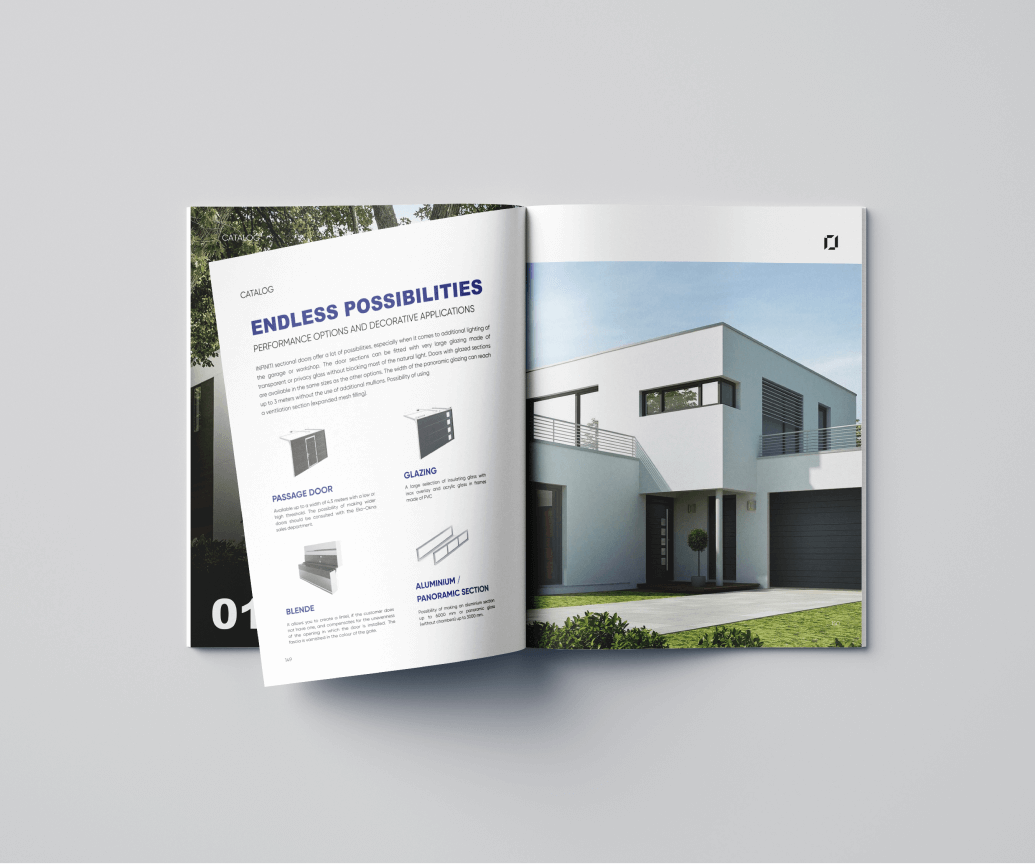 CATALOG
CATALOG
ENDLESS POSSIBILITIES
PERFORMANCE OPTIONS AND DECORATIVE APPLICATIONS
INFINITI sectional doors offer a lot of possibilities, especially when it comes to additional lighting of
the garage or workshop. The door sections can be fitted with very large glazing made of
transparent or privacy glass without blocking most of the natural light. Doors with glazed sections
are available in the same sizes as the other options. The width of the panoramic glazing can reach
up to 3 meters without the use of additional mullions. Possibility of using
a ventilation section (expanded mesh filling).
PASSAGE DOOR
Available up to a width of 4.5 meters with a low or
high threshold. The possibility of making wider
doors should be consulted with the
sales department.
GLAZING
A large selection of insulating glass with
inox overlay and acrylic glass in frames
made of PVC
BLENDE
It allows you to create a lintel, if the customer does
not have one, and compensates for the unevenness
of the opening in which the door is installed. The
fascia is varnished in the colour of the gate.
ALUMINIUM /
PANORAMIC SECTION
Possibility of making an aluminium section
up to 6000 mm or panoramic glass
(without crossbars) up to 3000 mm.
01